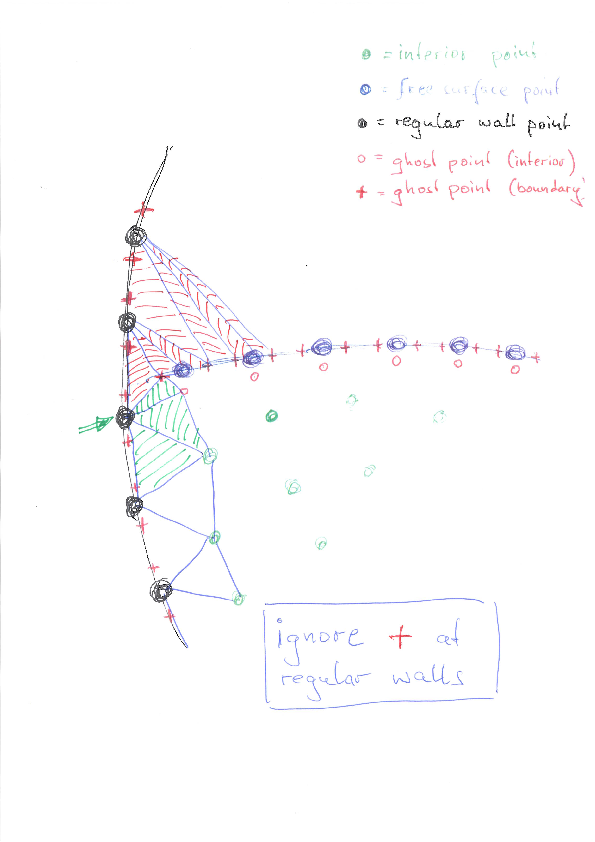 = interior point
= free surface point
= regular wall point
o = ghost point (interior)
+ = ghost point (boundary)
ignore + at
regular walls